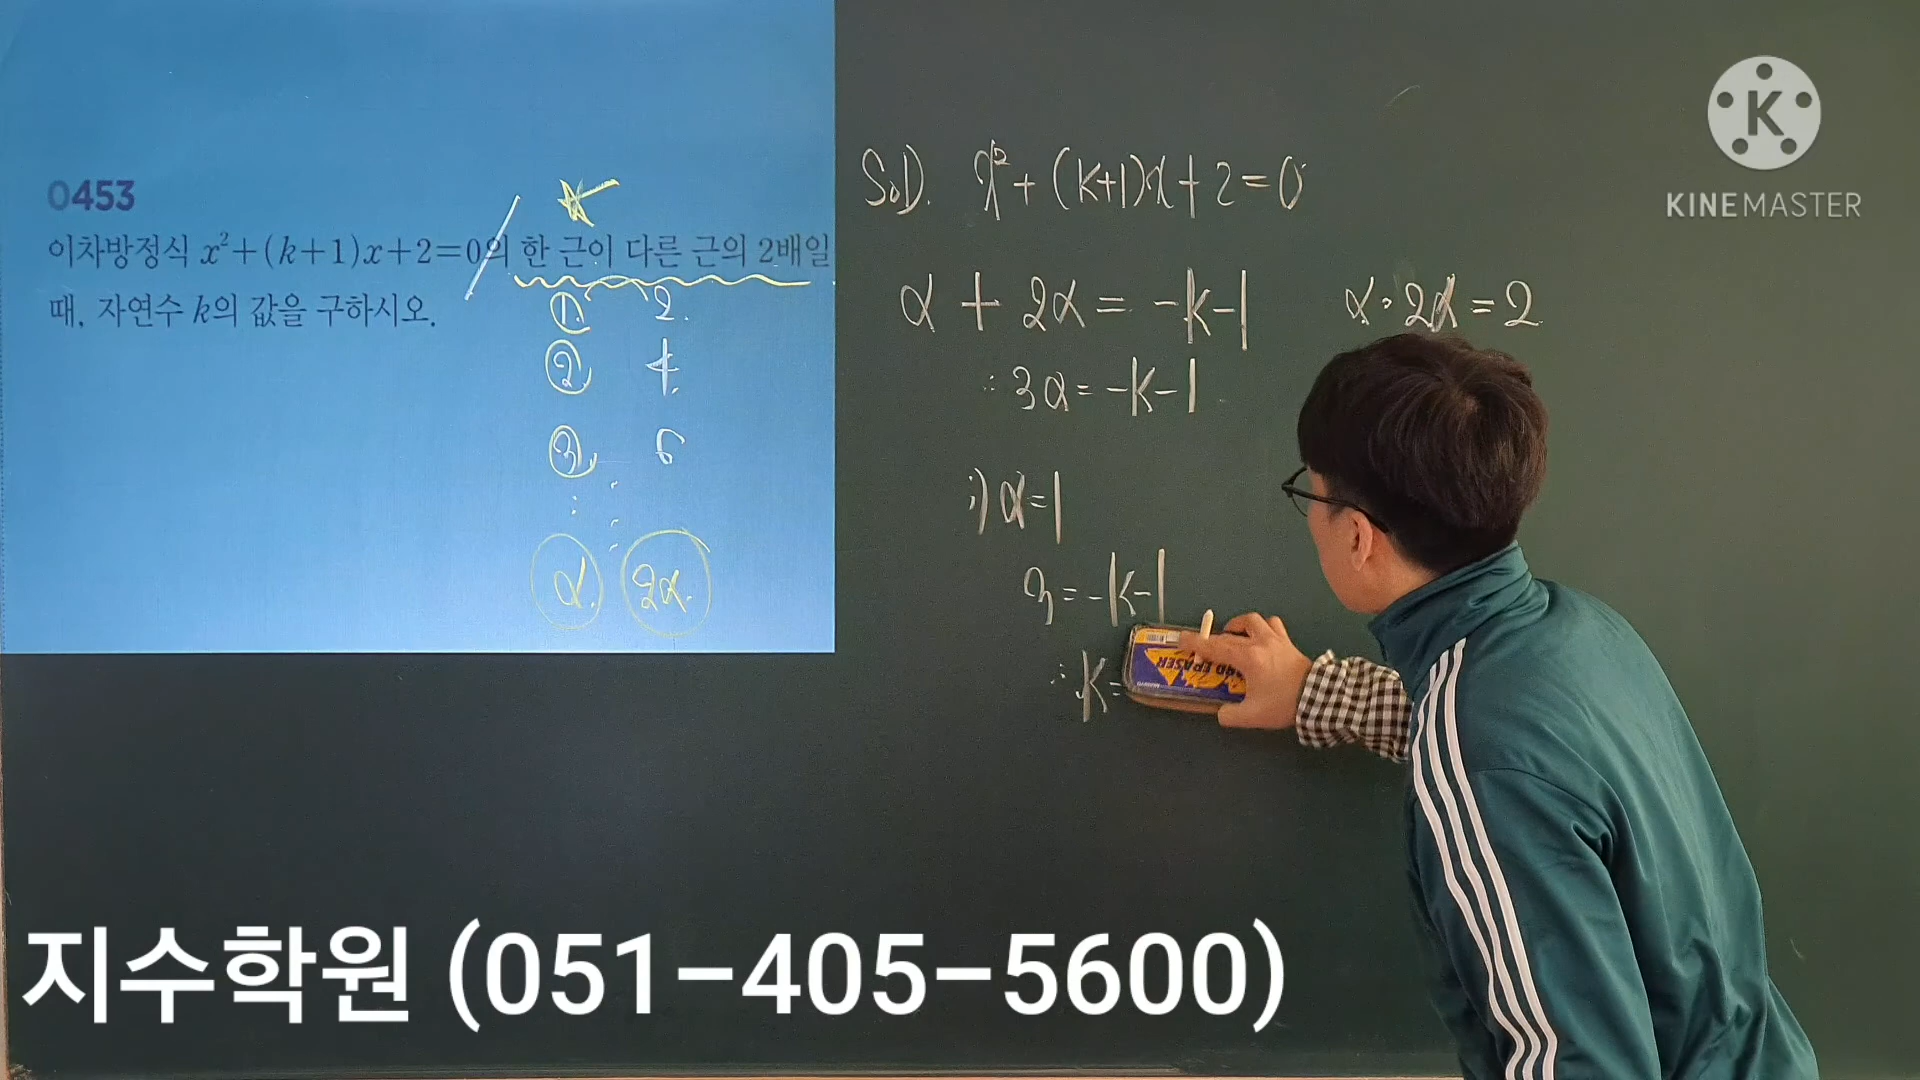 0453
이차방정식 x²+(k+1)x+2=0의 한 근이 다른 근의 2배일
때, 자연수 k의 값을 구하시오.
① 2.
② 4.
③ 6
α. 2α.
Sol). x²+(k+1)x+2=0
α + 2α = -k-1
α·2α=2
∴ 3α=-k-1
i) α=1
3=-k-1
∴ k=
KINEMASTER
지수학원 (051-405-5600)